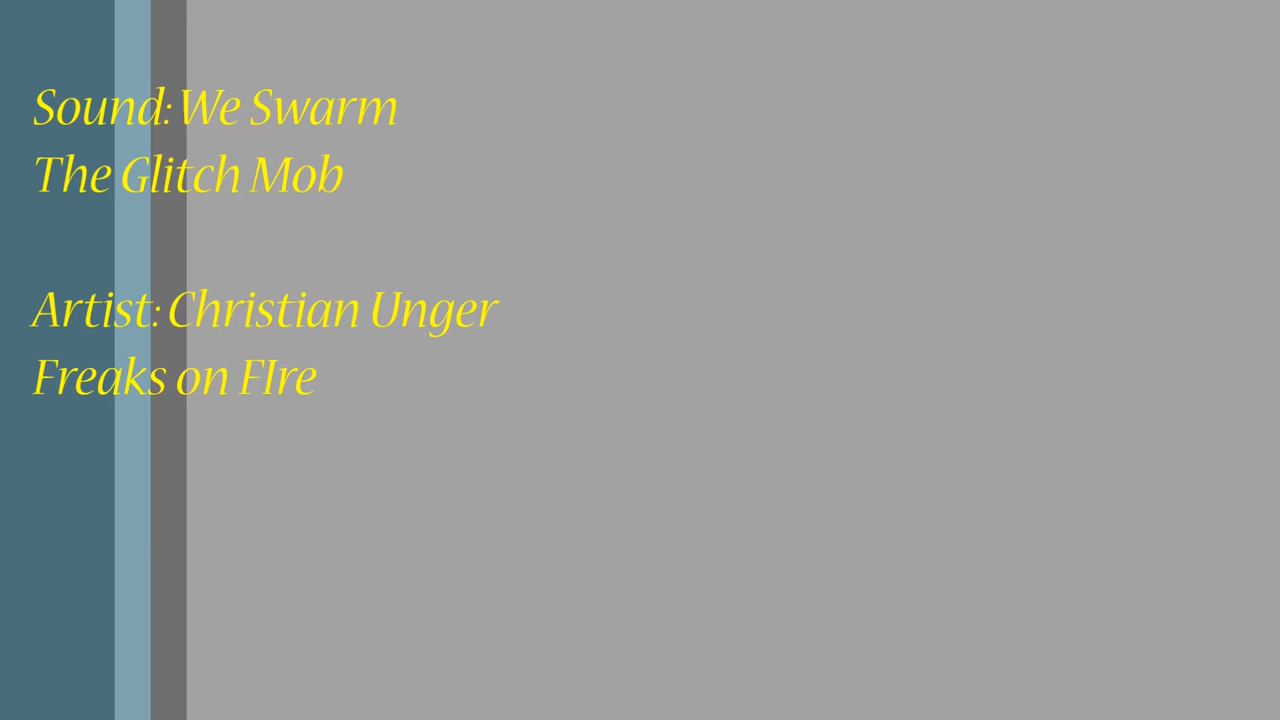 Sound: We Swarm
The Glitch Mob
Artist: Christian Unger
Freaks on FIre